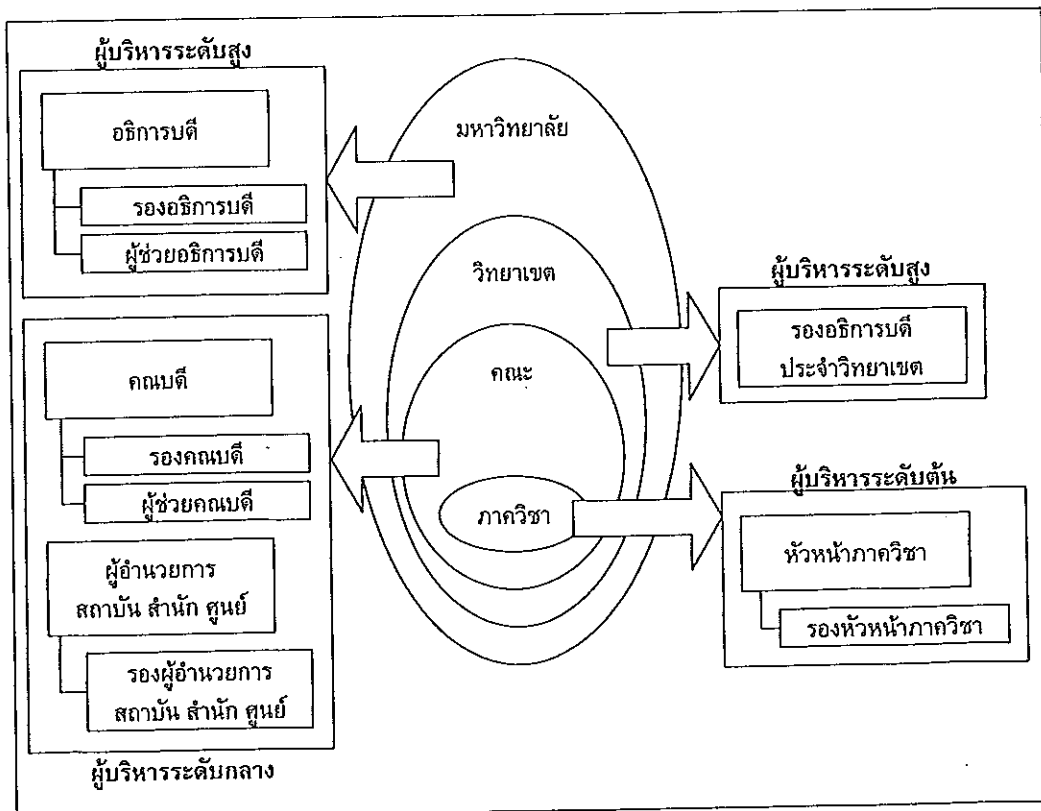 ผู้บริหารระดับสูง
อธิการบดี
รองอธิการบดี
ผู้ช่วยอธิการบดี
คณบดี
รองคณบดี
ผู้ช่วยคณบดี
ผู้อำนวยการ
สถาบัน สำนัก ศูนย์
รองผู้อำนวยการ
สถาบัน สำนัก ศูนย์
ผู้บริหารระดับกลาง
มหาวิทยาลัย
วิทยาเขต
คณะ
ภาควิชา
ผู้บริหารระดับสูง
รองอธิการบดี
ประจำวิทยาเขต
ผู้บริหารระดับต้น
หัวหน้าภาควิชา
รองหัวหน้าภาควิชา